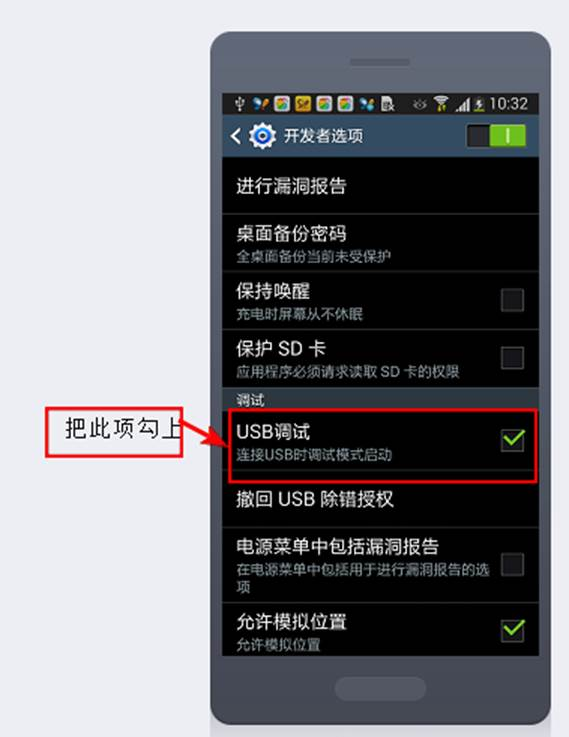 10:32
开发者选项
进行漏洞报告
桌面备份密码
全桌面备份当前未受保护
保持唤醒
充电时屏幕从不休眠
保护 SD 卡
应用程序必须请求读取 SD 卡的权限
调试
把此项勾上
USB调试
连接USB时调试模式启动
撤回 USB 除错授权
电源菜单中包括漏洞报告
在电源菜单中包括用于进行漏洞报告的选
项
允许模拟位置
允许模拟位置